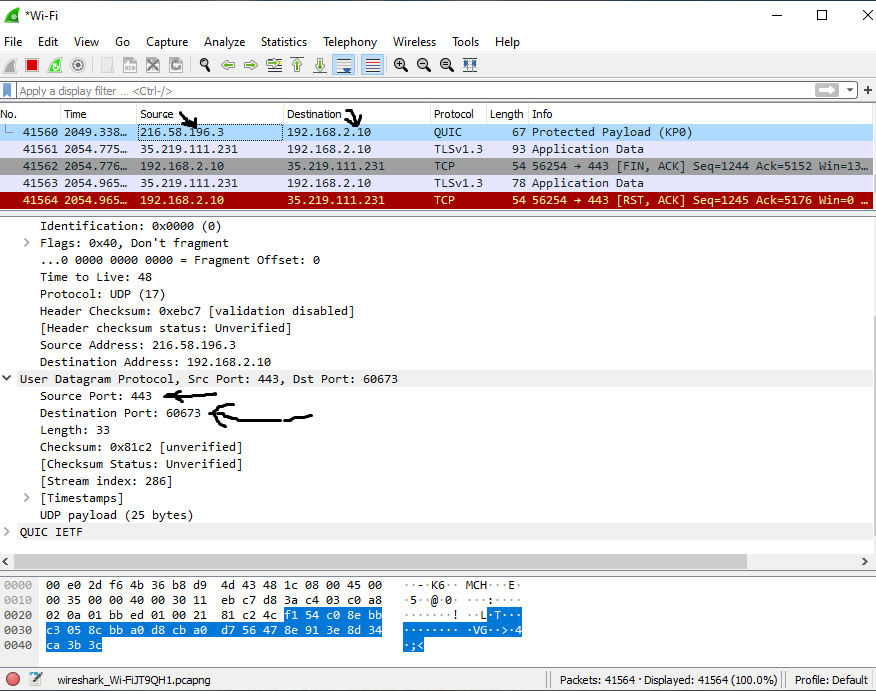 *Wi-Fi
File Edit View Go Capture Analyze Statistics Telephony Wireless Tools Help
Apply a display filter ... <Ctrl-/>
No. Time Source Destination Protocol Length Info
41560 2049.338… 216.58.196.3 192.168.2.10 QUIC 67 Protected Payload (KP0)
41561 2054.775… 35.219.111.231 192.168.2.10 TLSv1.3 93 Application Data
41562 2054.776… 192.168.2.10 35.219.111.231 TCP 54 56254 → 443 [FIN, ACK] Seq=1244 Ack=5152 Win=13…
41563 2054.965… 35.219.111.231 192.168.2.10 TLSv1.3 78 Application Data
41564 2054.965… 192.168.2.10 35.219.111.231 TCP 54 56254 → 443 [RST, ACK] Seq=1245 Ack=5176 Win=0 …
Identification: 0x0000 (0)
Flags: 0x40, Don't fragment
...0 0000 0000 0000 = Fragment Offset: 0
Time to Live: 48
Protocol: UDP (17)
Header Checksum: 0xebc7 [validation disabled]
[Header checksum status: Unverified]
Source Address: 216.58.196.3
Destination Address: 192.168.2.10
User Datagram Protocol, Src Port: 443, Dst Port: 60673
Source Port: 443
Destination Port: 60673
Length: 33
Checksum: 0x81c2 [unverified]
[Checksum Status: Unverified]
[Stream index: 286]
[Timestamps]
UDP payload (25 bytes)
QUIC IETF
0000 00 e0 2d f6 4b 36 b8 d9 4d 43 48 1c 08 00 45 00 ··-·K6·· MCH···E·
0010 00 35 00 00 40 00 30 11 eb c7 d8 3a c4 03 c0 a8 ·5··@·0· ···:····
0020 02 0a 01 bb ed 01 00 21 81 c2 4c f1 54 c0 8e bb ·······! ··L·T···
0030 c3 05 8c bb a0 d8 cb a0 d7 56 47 8e 91 3e 8d 34 ········ ·VG··>·4
0040 ca 3b 3c ·;<
wireshark_Wi-FiJT9QH1.pcapng Packets: 41564 · Displayed: 41564 (100.0%) Profile: Default